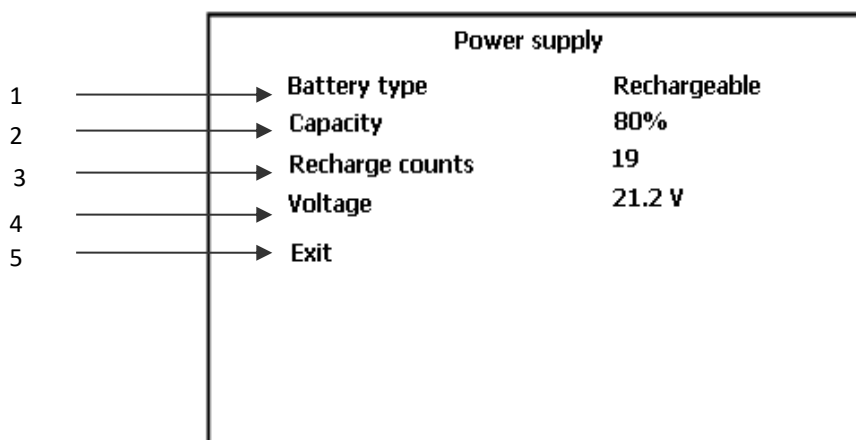 Power supply
1 Battery type Rechargeable
2 Capacity 80%
3 Recharge counts 19
4 Voltage 21.2 V
5 Exit